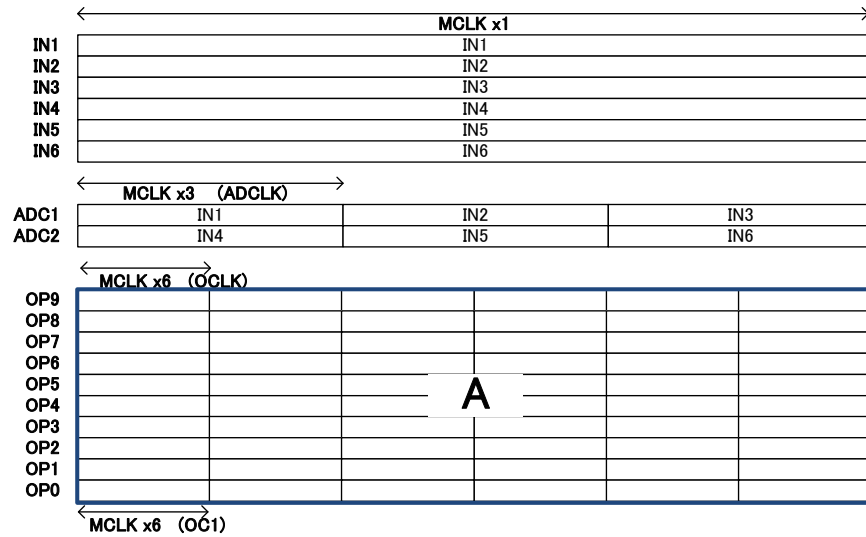 MCLK x1
IN1 IN1
IN2 IN2
IN3 IN3
IN4 IN4
IN5 IN5
IN6 IN6
MCLK x3 (ADCLK)
ADC1 IN1 IN2 IN3
ADC2 IN4 IN5 IN6
MCLK x6 (OCLK)
OP9
OP8
OP7
OP6
OP5
A
OP4
OP3
OP2
OP1
OP0
MCLK x6 (OC1)